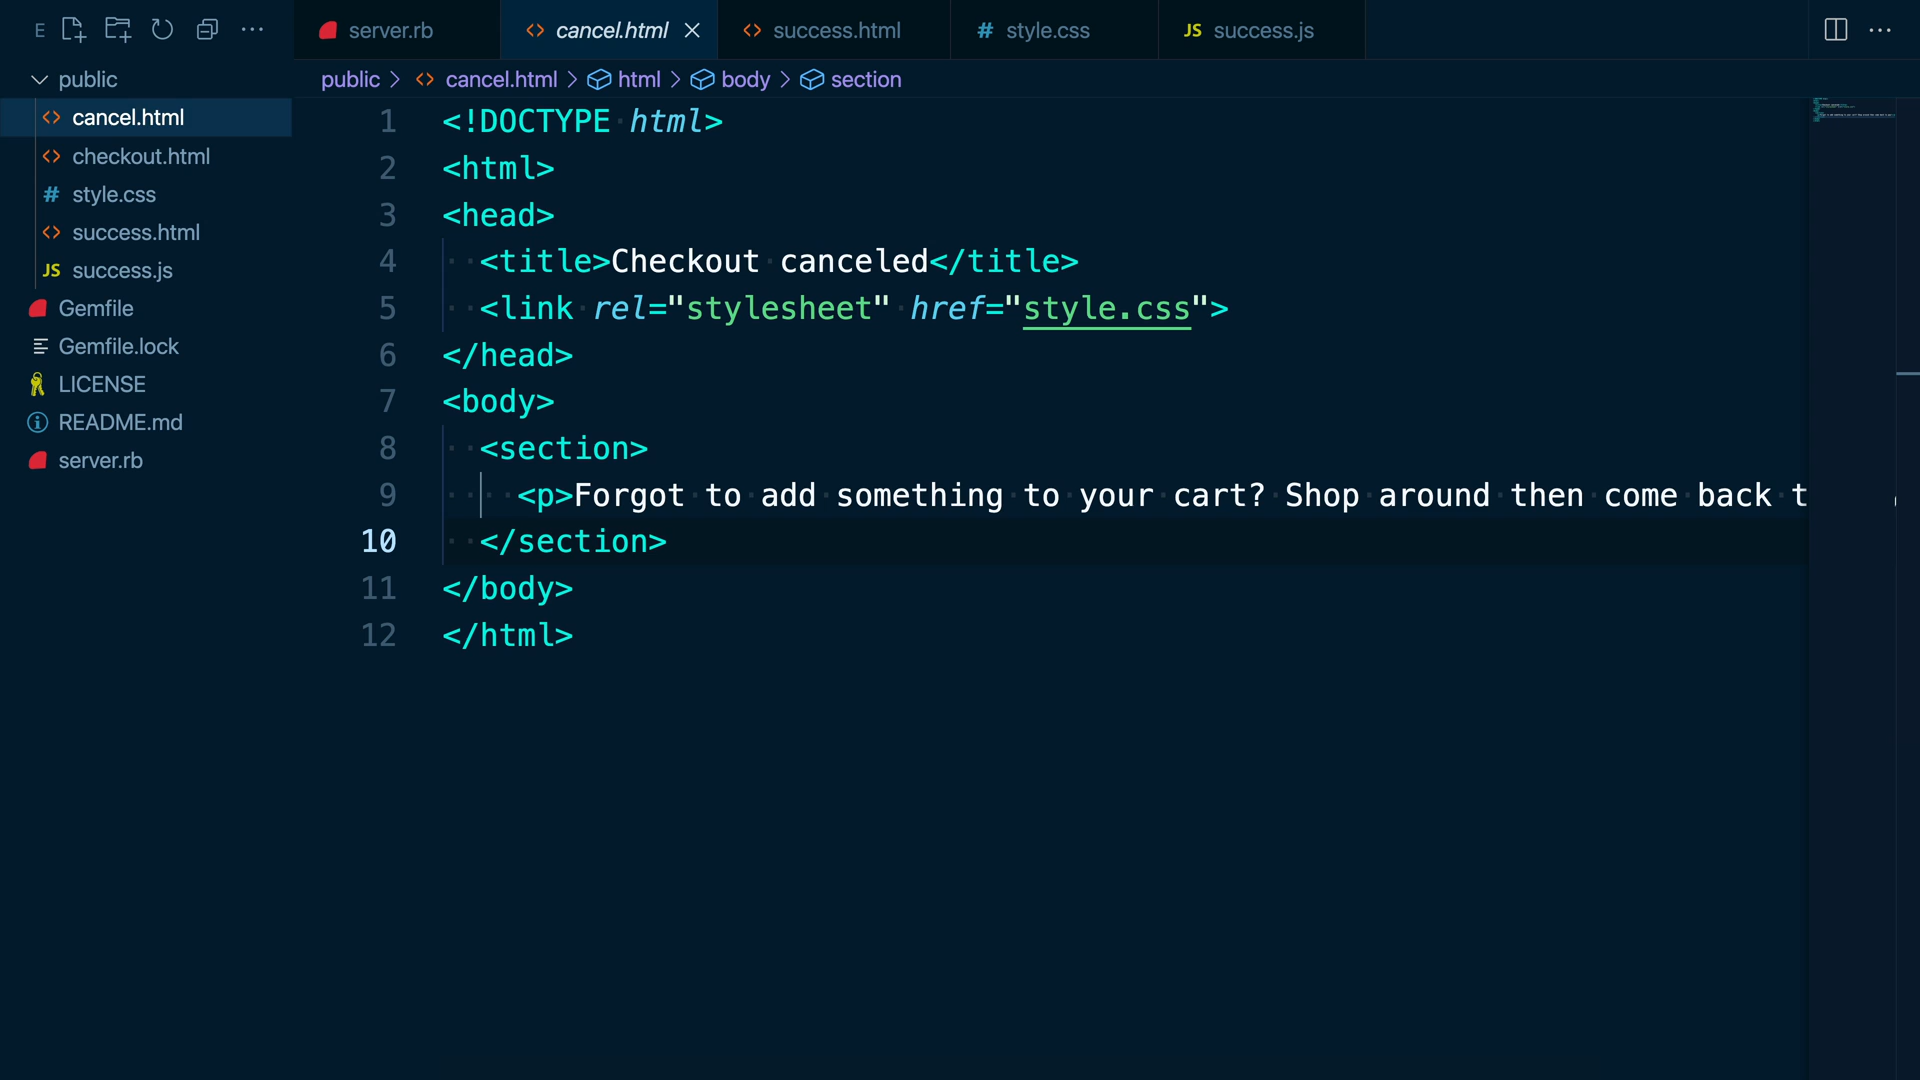 E
server.rb
cancel.html
success.html
style.css
JS success.js
public
cancel.html
checkout.html
# style.css
success.html
JS success.js
Gemfile
Gemfile.lock
LICENSE
README.md
server.rb
public > cancel.html > html > body > section
1 <!DOCTYPE html>
2 <html>
3 <head>
4 <title>Checkout canceled</title>
5 <link rel="stylesheet" href="style.css">
6 </head>
7 <body>
8 <section>
9 <p>Forgot to add something to your cart? Shop around then come back t
10 </section>
11 </body>
12 </html>